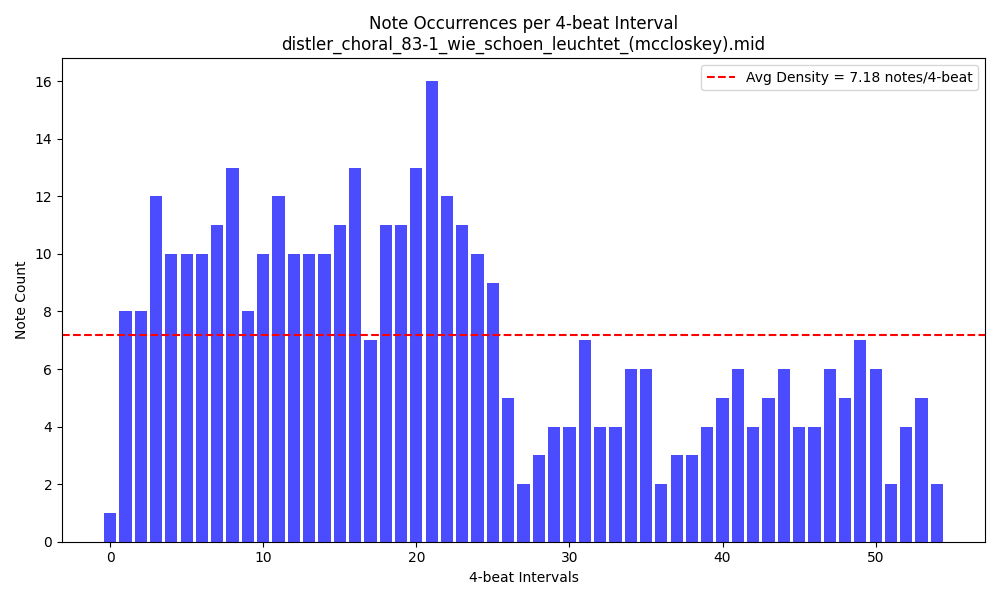 Note Occurrences per 4-beat Interval
distler_choral_83-1_wie_schoen_leuchtet_(mccloskey).mid
Avg Density = 7.18 notes/4-beat
Note Count
16
14
12
10
8
6
4
2
0
0 10 20 30 40 50
4-beat Intervals